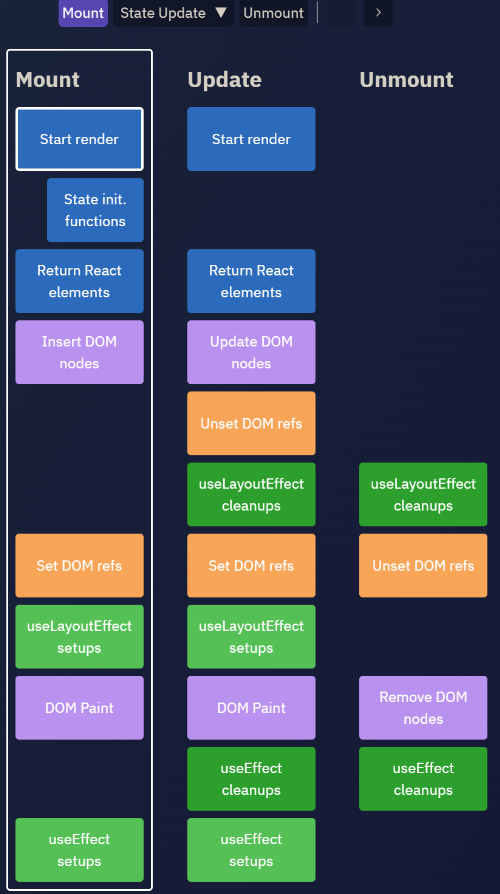 Mount State Update ▼ Unmount >
Mount
Start render
State init.
functions
Return React
elements
Insert DOM
nodes
Set DOM refs
useLayoutEffect
setups
DOM Paint
useEffect
setups
Update
Start render
Return React
elements
Update DOM
nodes
Unset DOM refs
useLayoutEffect
cleanups
Set DOM refs
useLayoutEffect
setups
DOM Paint
useEffect
cleanups
useEffect
setups
Unmount
useLayoutEffect
cleanups
Unset DOM refs
Remove DOM
nodes
useEffect
cleanups